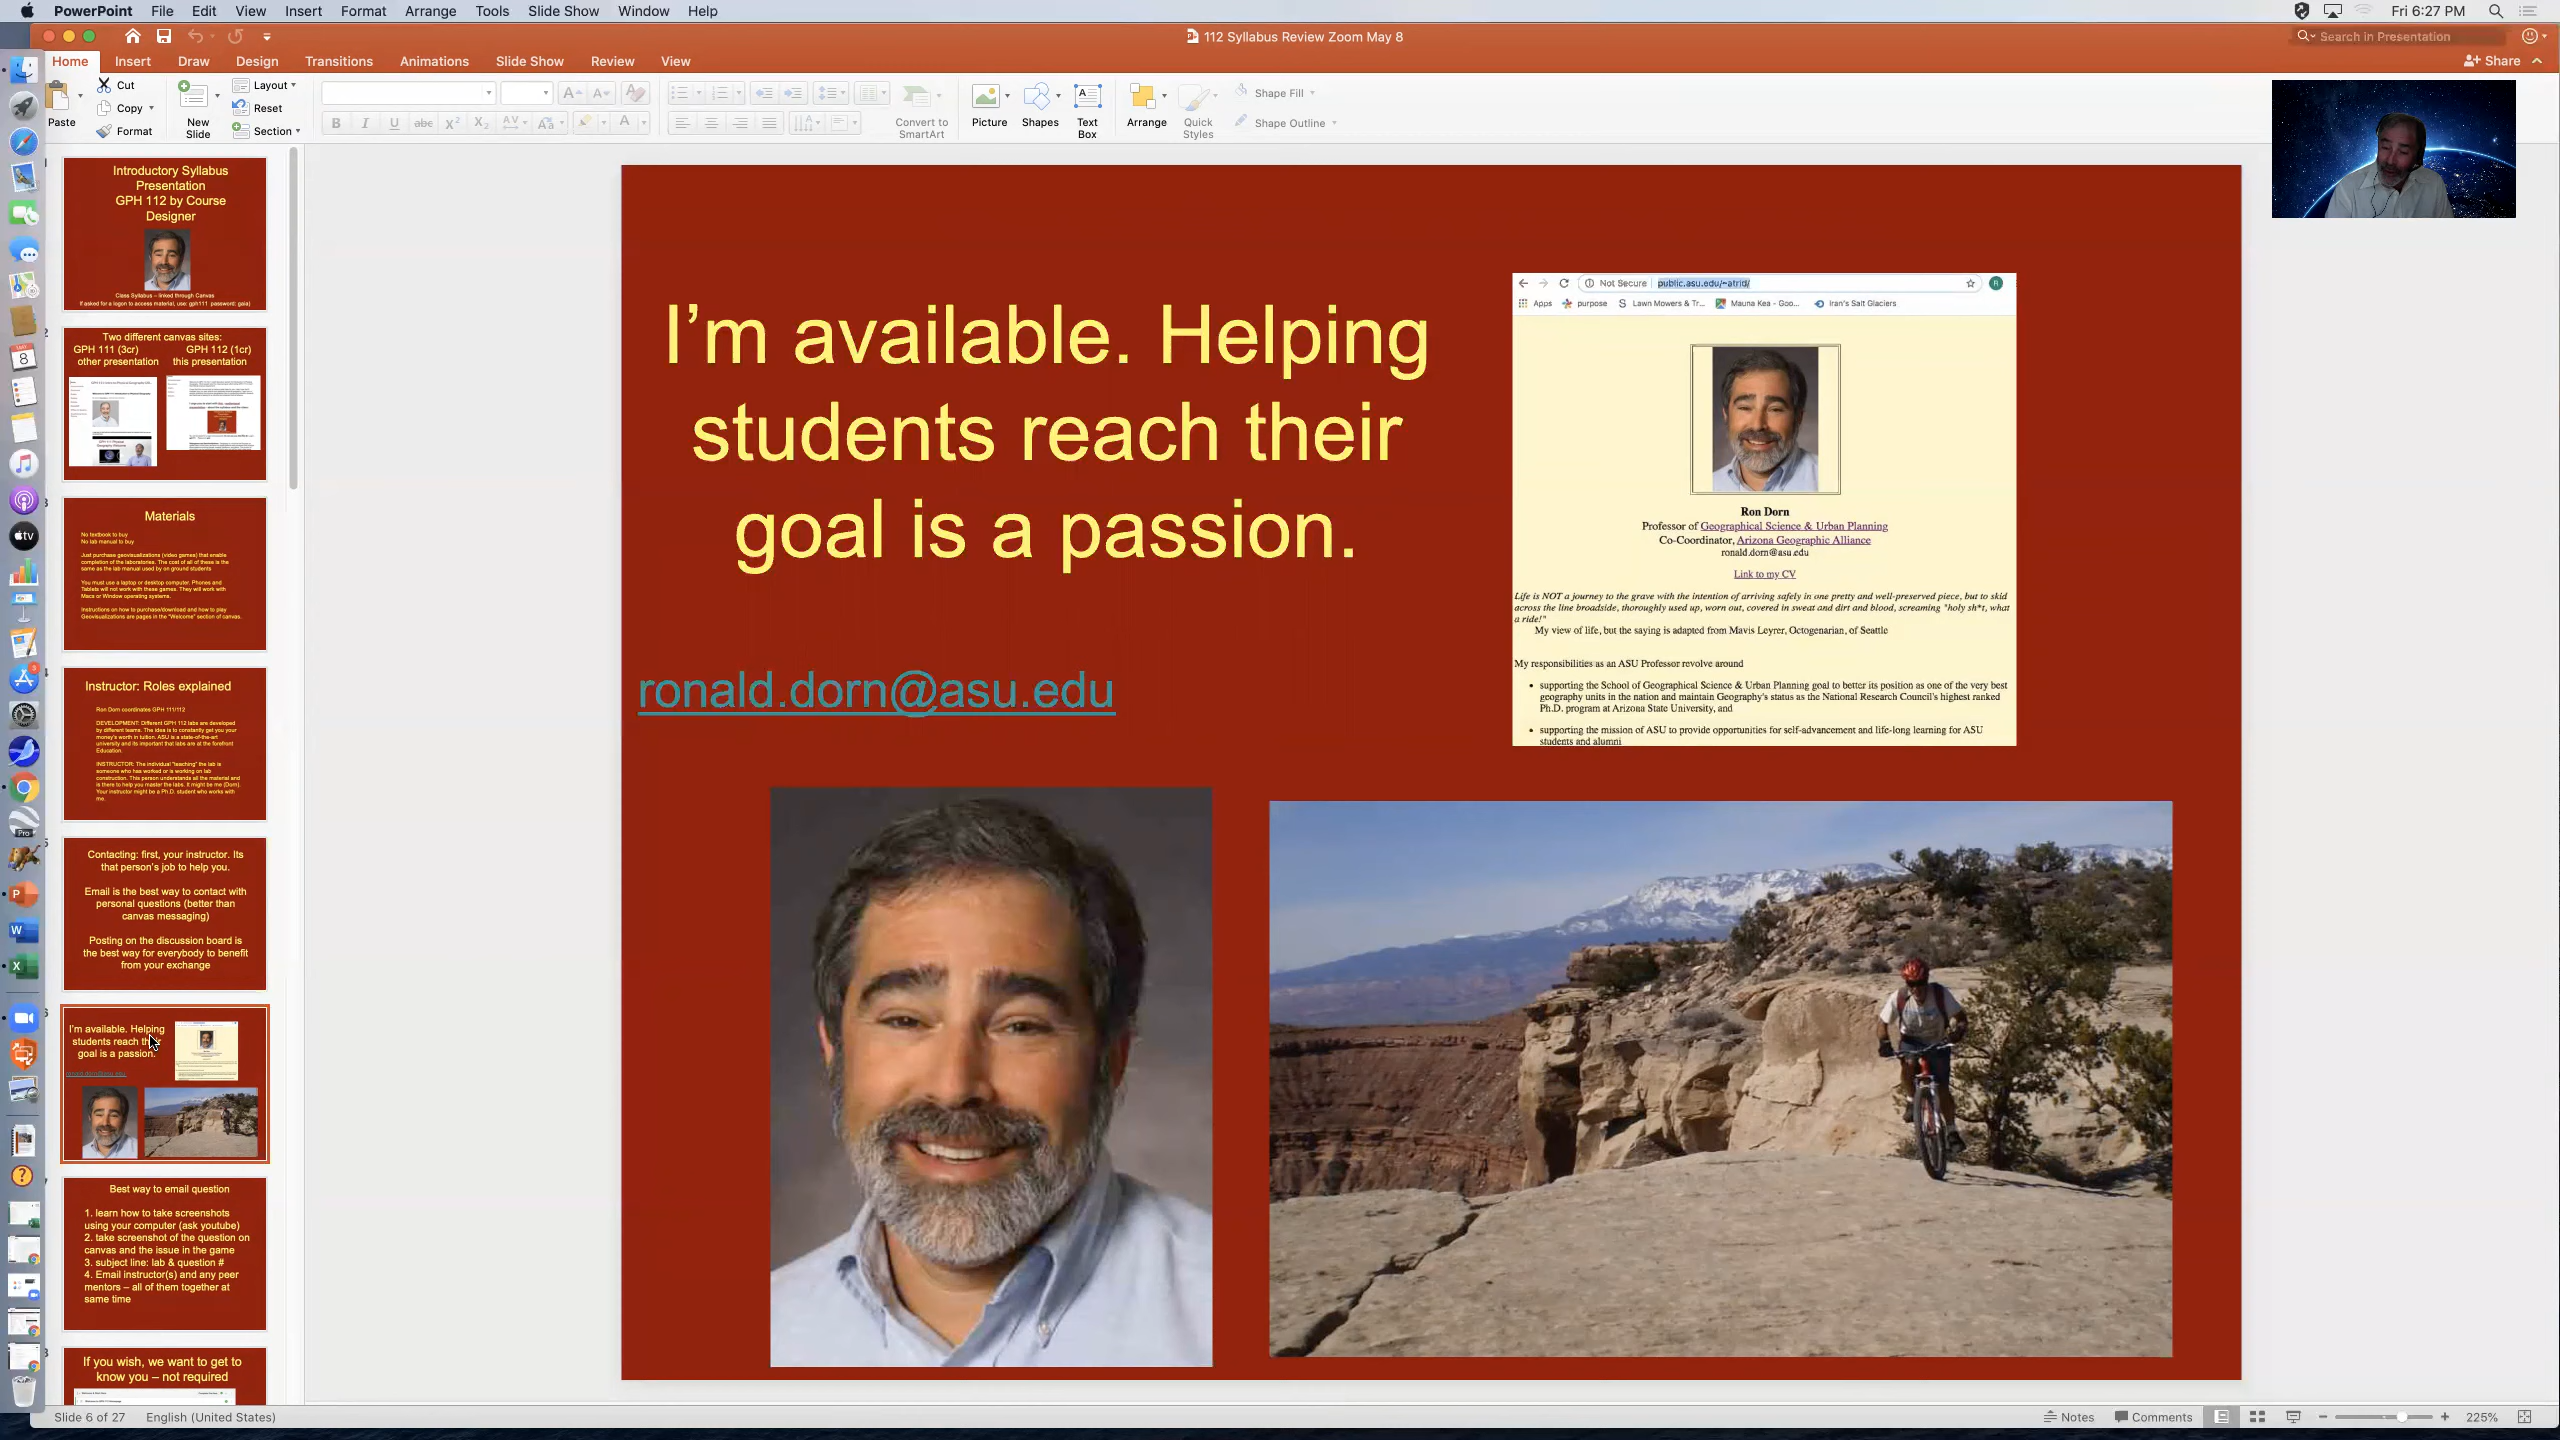 PowerPoint File Edit View Insert Format Arrange Tools Slide Show Window Help Fri 6:27 PM
112 Syllabus Review Zoom May 8 Search in Presentation
Home Insert Draw Design Transitions Animations Slide Show Review View Share
Cut Layout Shape Fill
Copy Reset
Paste Format New Slide Section Convert to SmartArt Picture Shapes Text Box Arrange Quick Styles Shape Outline
Introductory Syllabus
Presentation
GPH 112 by Course
Designer
Class Syllabus – linked through Canvas
If asked for a logon to access material, use: gph111 password: gaia)
2
Two different canvas sites:
GPH 111 (3cr) GPH 112 (1cr)
other presentation this presentation
Materials
No textbook to buy
No lab manual to buy
Just purchase geovisualizations (video games) that enable
completion of the laboratories. The cost of all of these is the
same as the lab manual used by on ground students
You must use a laptop or desktop computer. Phones and
Tablets will not work with these games. They will work with
Macs or Window operating systems.
Instructions on how to purchase/download and how to play
Geovisualizations are pages in the "Welcome" section of canvas.
Instructor: Roles explained
Ron Dorn coordinates GPH 111/112
DEVELOPMENT: Different GPH 112 labs are developed
by different teams. The idea is to constantly get you your
money's worth in tuition. ASU is a state-of-the-art
university and its important that labs are at the forefront
Education.
INSTRUCTOR: The individual "teaching" the lab is
someone who has worked or is working on lab
construction. This person understands all the material and
is there to help you master the labs. It might be me (Dorn).
Your instructor might be a Ph.D. student who works with
me.
Contacting: first, your instructor. Its
that person's job to help you.
Email is the best way to contact with
personal questions (better than
canvas messaging)
Posting on the discussion board is
the best way for everybody to benefit
from your exchange
I'm available. Helping
students reach their
goal is a passion.
ronald.dorn@asu.edu
Best way to email question
1. learn how to take screenshots
using your computer (ask youtube)
2. take screenshot of the question on
canvas and the issue in the game
3. subject line: lab & question #
4. Email instructor(s) and any peer
mentors – all of them together at
same time
If you wish, we want to get to
know you – not required
I'm available. Helping
students reach their
goal is a passion.
ronald.dorn@asu.edu
Not Secure public.asu.edu/~atrid/
Apps purpose Lawn Mowers & Tr... Mauna Kea - Goo... Iran's Salt Glaciers
Ron Dorn
Professor of Geographical Science & Urban Planning
Co-Coordinator, Arizona Geographic Alliance
ronald.dorn@asu.edu
Link to my CV
Life is NOT a journey to the grave with the intention of arriving safely in one pretty and well-preserved piece, but to skid
across the line broadside, thoroughly used up, worn out, covered in sweat and dirt and blood, screaming "holy sh*t, what
a ride!"
My view of life, but the saying is adapted from Mavis Leyrer, Octogenarian, of Seattle
My responsibilities as an ASU Professor revolve around
• supporting the School of Geographical Science & Urban Planning goal to better its position as one of the very best
geography units in the nation and maintain Geography's status as the National Research Council's highest ranked
Ph.D. program at Arizona State University, and
• supporting the mission of ASU to provide opportunities for self-advancement and life-long learning for ASU
students and alumni
Slide 6 of 27 English (United States) Notes Comments 225%